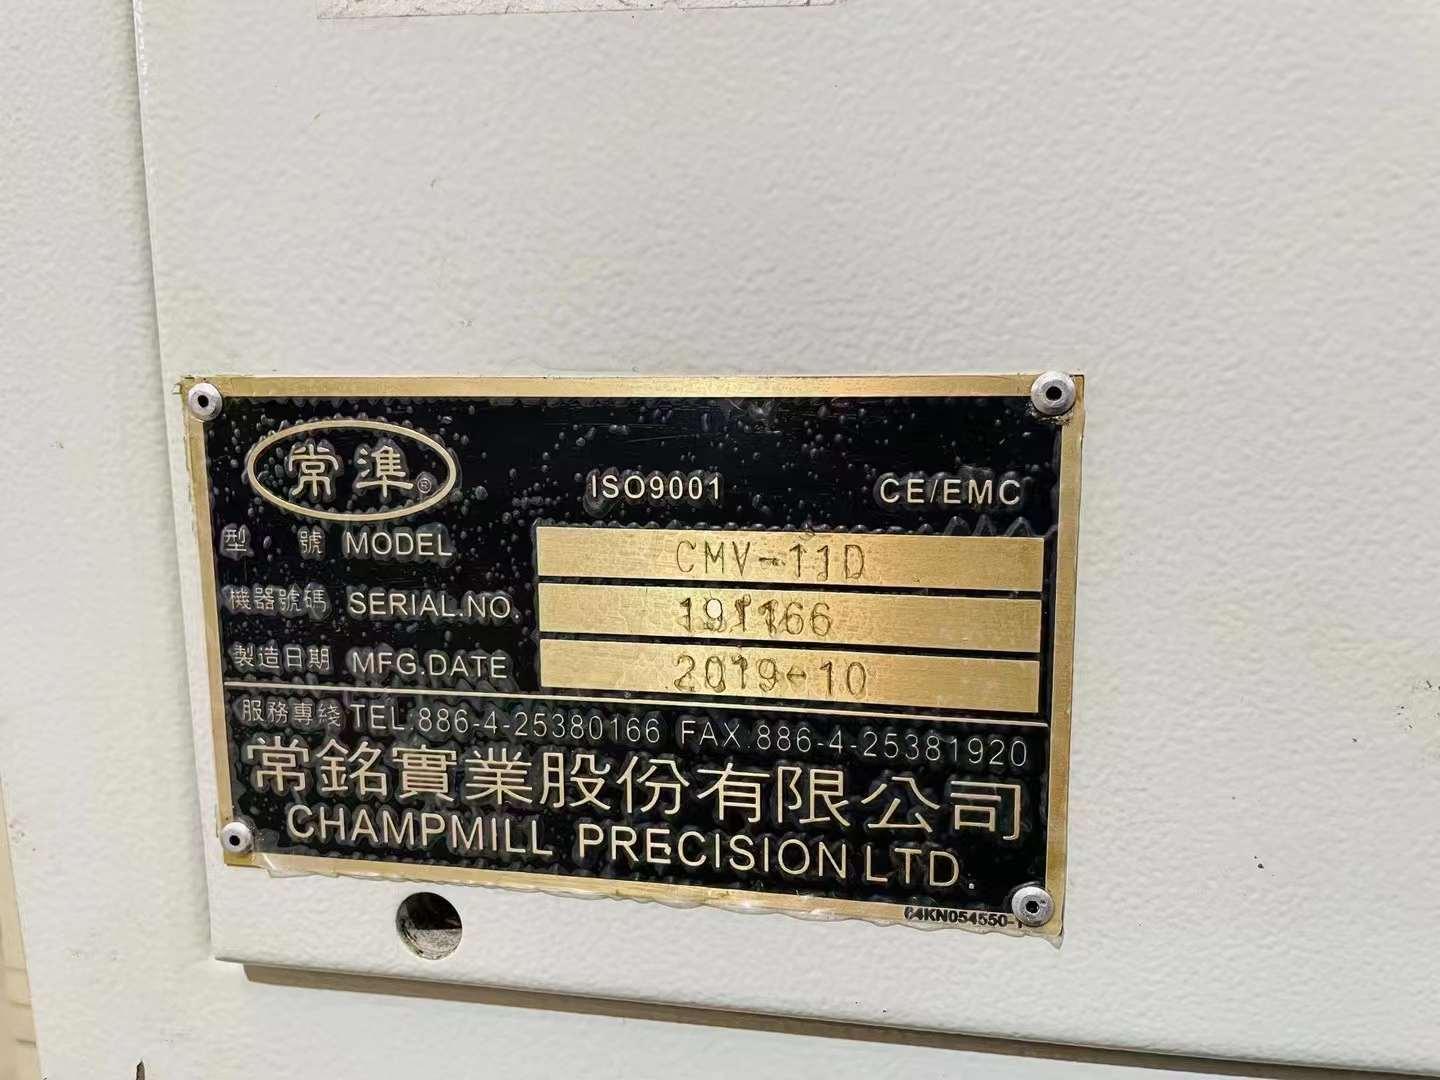 常準®
ISO9001 CE/EMC
型 號 MODEL CMV-11D
機器號碼 SERIAL.NO. 191166
製造日期 MFG.DATE 2019-10
服務專綫 TEL:886-4-25380166 FAX.886-4-25381920
常銘實業股份有限公司
CHAMPMILL PRECISION LTD.